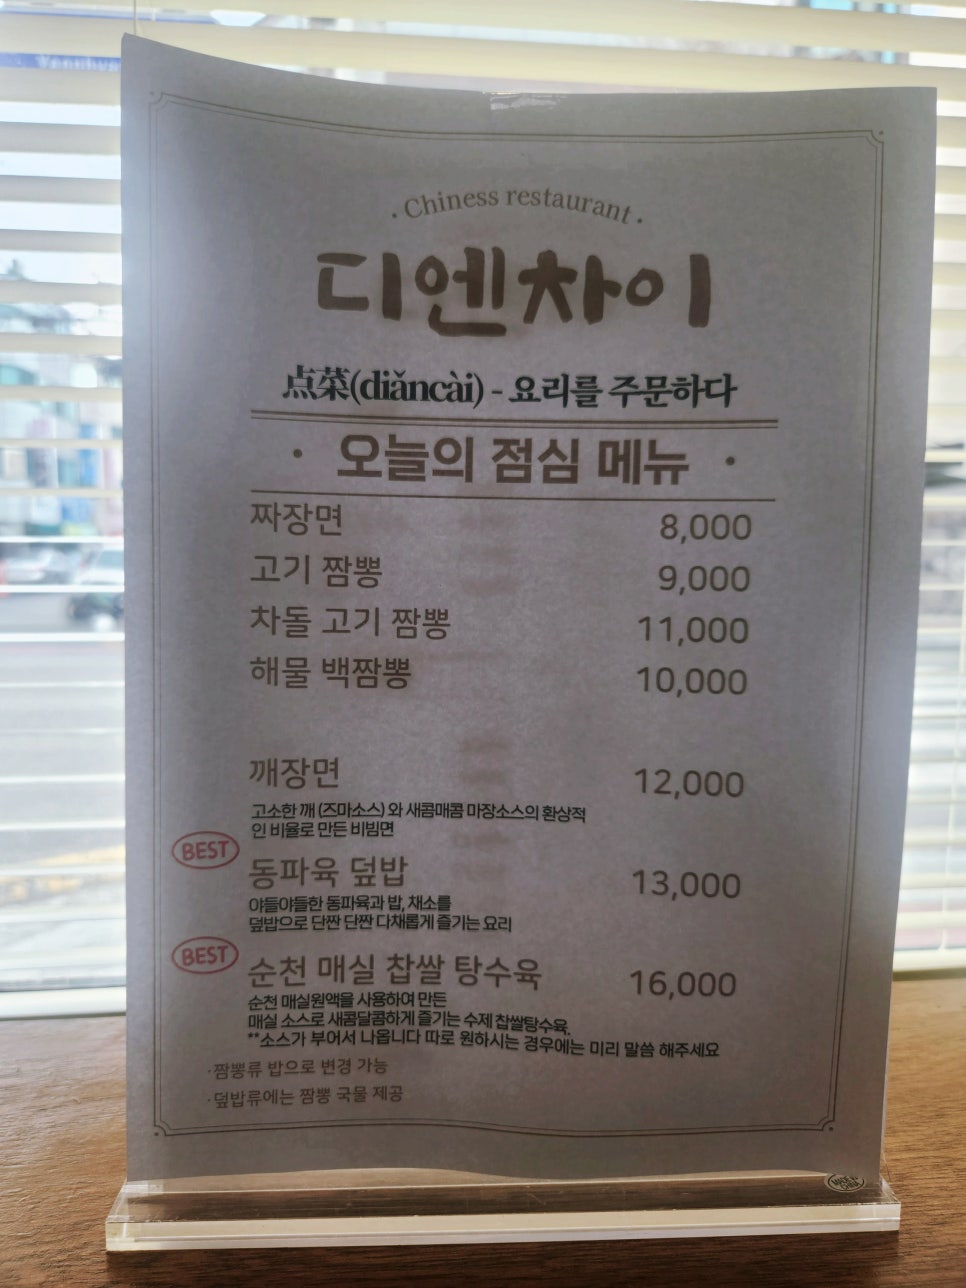 · Chiness restaurant ·
디엔차이
点菜(diǎncài) - 요리를 주문하다
· 오늘의 점심 메뉴 ·
짜장면 8,000
고기 짬뽕 9,000
차돌 고기 짬뽕 11,000
해물 백짬뽕 10,000
깨장면 12,000
고소한 깨 (즈마소스) 와 새콤매콤 마장소스의 환상적
인 비율로 만든 비빔면
BEST
동파육 덮밥 13,000
야들야들한 동파육과 밥, 채소를
덮밥으로 단짠 단짠 다채롭게 즐기는 요리
BEST
순천 매실 찹쌀 탕수육 16,000
순천 매실원액을 사용하여 만든
매실 소스로 새콤달콤하게 즐기는 수제 찹쌀탕수육.
**소스가 부어서 나옵니다 따로 원하시는 경우에는 미리 말씀 해주세요
·짬뽕류 밥으로 변경 가능
·덮밥류에는 짬뽕 국물 제공